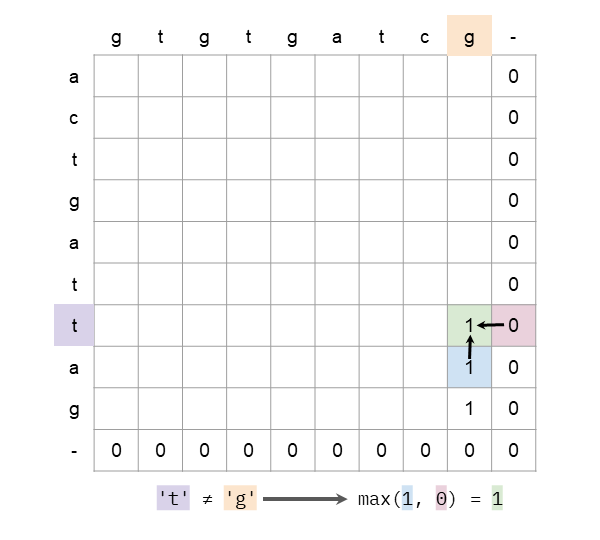 g t g t g a t c g -
a 0
c 0
t 0
g 0
a 0
t 0
t 1 0
a 1 0
g 1 0
- 0 0 0 0 0 0 0 0 0 0
't' ≠ 'g' max(1, 0) = 1